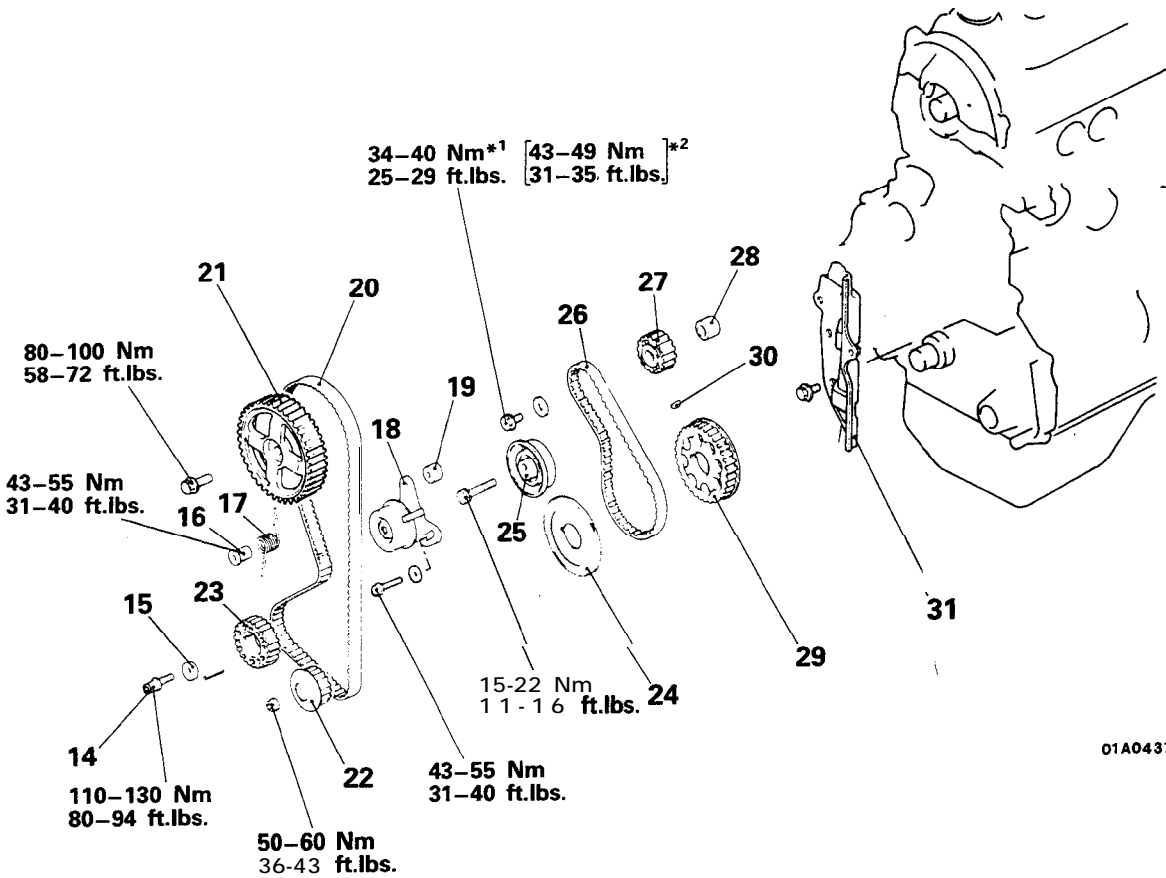 34–40 Nm*1 [43–49 Nm]*2
25–29 ft.lbs. [31–35 ft.lbs.]
28
27
21
20
26
80–100 Nm
58–72 ft.lbs.
30
19
18
43–55 Nm
31–40 ft.lbs.
17
16
25
23
15
31
29
15-22 Nm
11-16 ft.lbs.
24
14
22
43–55 Nm
31–40 ft.lbs.
110–130 Nm
80–94 ft.lbs.
50–60 Nm
36-43 ft.lbs.
01A0437